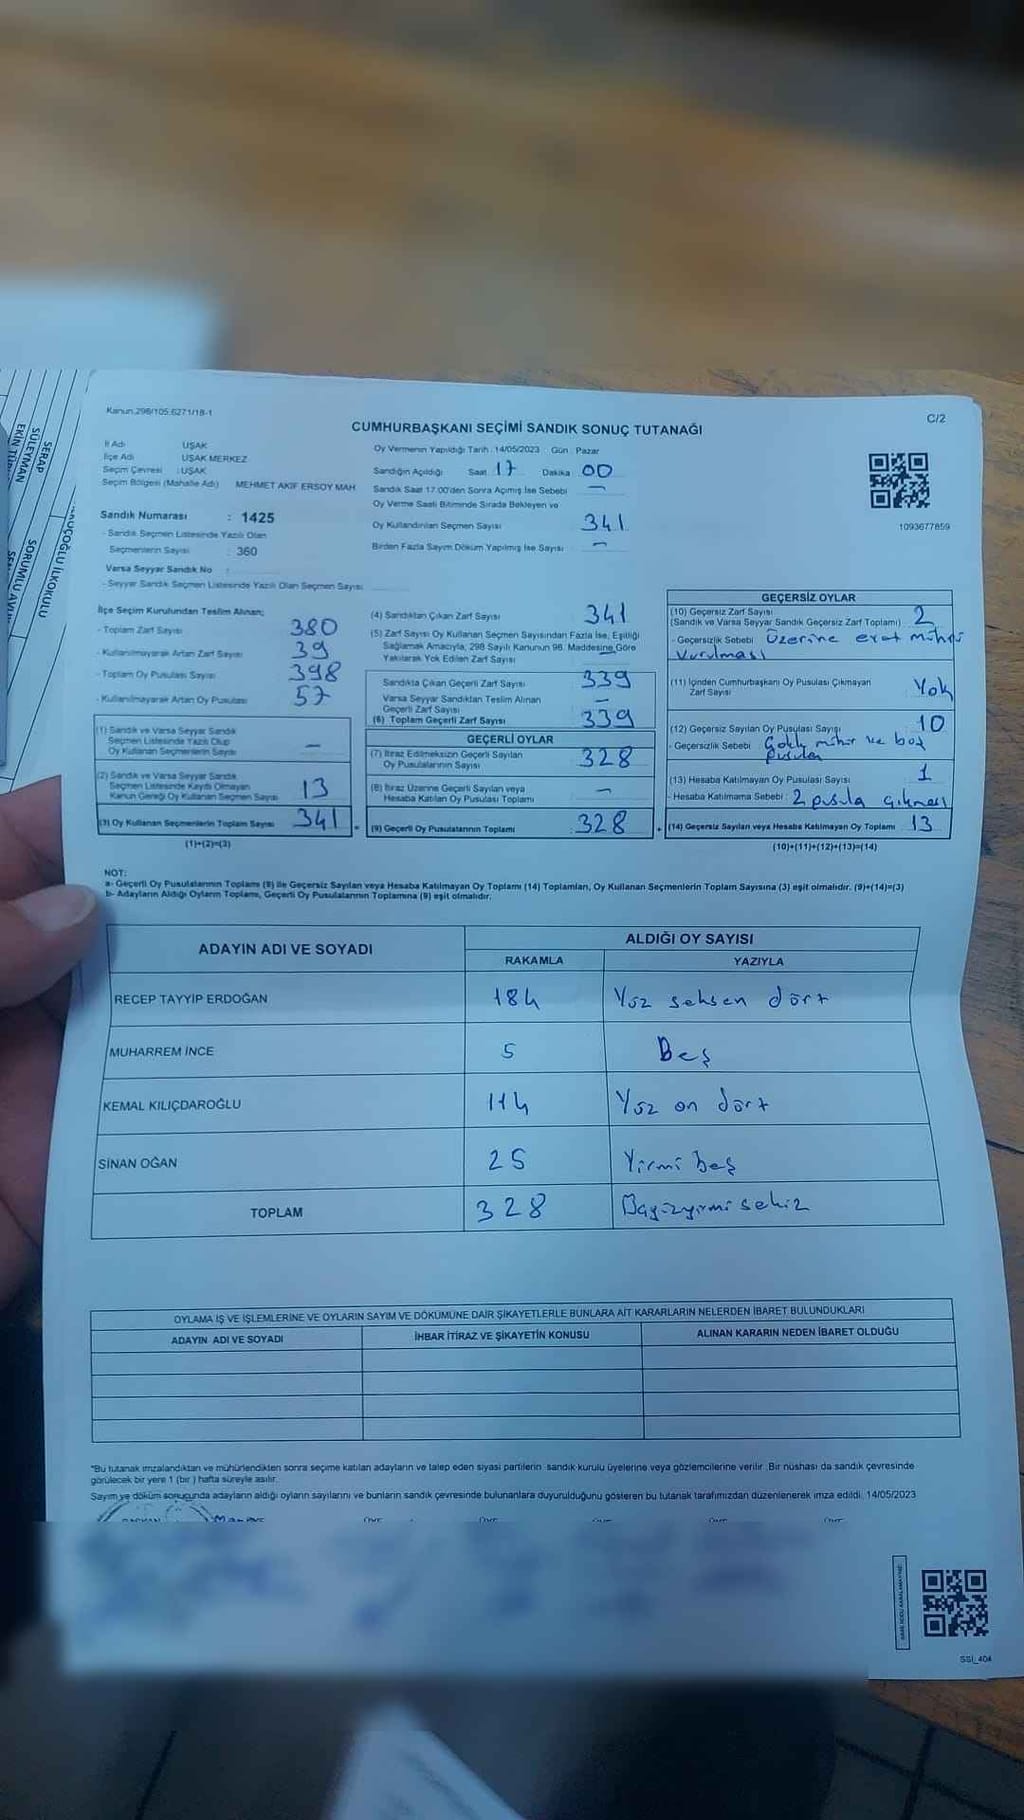 Kanun.298/105.6271/18-1
C/2
CUMHURBAŞKANI SEÇİMİ SANDIK SONUÇ TUTANAĞI
İl Adı UŞAK
İlçe Adı UŞAK MERKEZ
Seçim Çevresi : UŞAK
Seçim Bölgesi (Mahalle Adı) MEHMET AKİF ERSOY MAH
Sandık Numarası : 1425
- Sandık Seçmen Listesinde Yazılı Olan
Seçmenlerin Sayısı : 360
Varsa Seyyar Sandık No :
- Seyyar Sandık Seçmen Listesinde Yazılı Olan Seçmen Sayısı
Oy Vermenin Yapıldığı Tarih : 14/05/2023 Gün : Pazar
Sandığın Açıldığı Saat 17 Dakika 00
Sandık Saat 17.00'den Sonra Açımış İse Sebebi –
Oy Verme Saati Bitiminde Sırada Bekleyen ve
Oy Kullandırılan Seçmen Sayısı 341
Birden Fazla Sayım Döküm Yapılmış İse Sayısı –
1093677859
İlçe Seçim Kurulundan Teslim Alınan;
- Toplam Zarf Sayısı 380
- Kullanılmayarak Artan Zarf Sayısı 39
- Toplam Oy Pusulası Sayısı 398
- Kullanılmayarak Artan Oy Pusulası 57
(1) Sandık ve Varsa Seyyar Sandık
Seçmen Listesinde Yazılı Olup
Oy Kullanan Seçmenlerin Sayısı –
(2) Sandık ve Varsa Seyyar Sandık
Seçmen Listesinde Kayıtlı Olmayan
Kanun Gereği Oy Kullanan Seçmen Sayısı 13
(3) Oy Kullanan Seçmenlerin Toplam Sayısı 341
(1)+(2)=(3)
(4) Sandıktan Çıkan Zarf Sayısı 341
(5) Zarf Sayısı Oy Kullanan Seçmen Sayısından Fazla İse, Eşitliği
Sağlamak Amacıyla, 298 Sayılı Kanunun 98. Maddesine Göre
Yakılarak Yok Edilen Zarf Sayısı –
Sandıkta Çıkan Geçerli Zarf Sayısı 339
Varsa Seyyar Sandıktan Teslim Alınan
Geçerli Zarf Sayısı –
(6) Toplam Geçerli Zarf Sayısı 339
GEÇERLİ OYLAR
(7) İtiraz Edilmeksizin Geçerli Sayılan
Oy Pusulalarının Sayısı 328
(8) İtiraz Üzerine Geçerli Sayılan veya
Hesaba Katılan Oy Pusulası Toplamı –
(9) Geçerli Oy Pusulalarının Toplamı 328
GEÇERSİZ OYLAR
(10) Geçersiz Zarf Sayısı
(Sandık ve Varsa Seyyar Sandık Geçersiz Zarf Toplamı) 2
- Geçersizlik Sebebi : Üzerine evet mührü
vurulması
(11) İçinden Cumhurbaşkanı Oy Pusulası Çıkmayan
Zarf Sayısı Yok
(12) Geçersiz Sayılan Oy Pusulası Sayısı 10
Geçersizlik Sebebi : mühür ve boş
pusula
(13) Hesaba Katılmayan Oy Pusulası Sayısı 1
- Hesaba Katılmama Sebebi : 2 pusula çıkması
(14) Geçersiz Sayılan veya Hesaba Katılmayan Oy Toplamı 13
(10)+(11)+(12)+(13)=(14)
NOT:
a- Geçerli Oy Pusulalarının Toplamı (9) ile Geçersiz Sayılan veya Hesaba Katılmayan Oy Toplamı (14) Toplamları, Oy Kullanan Seçmenlerin Toplam Sayısına (3) eşit olmalıdır. (9)+(14)=(3)
b- Adayların Aldığı Oyların Toplamı, Geçerli Oy Pusulalarının Toplamına (9) eşit olmalıdır.
ADAYIN ADI VE SOYADI ALDIĞI OY SAYISI
RAKAMLA YAZIYLA
RECEP TAYYİP ERDOĞAN 184 Yüz seksen dört
MUHARREM İNCE 5 Beş
KEMAL KILIÇDAROĞLU 114 Yüz on dört
SİNAN OĞAN 25 Yirmi beş
TOPLAM 328
OYLAMA İŞ VE İŞLEMLERİNE VE OYLARIN SAYIM VE DÖKÜMÜNE DAİR ŞİKAYETLERLE BUNLARA AİT KARARLARIN NELERDEN İBARET BULUNDUKLARI
ADAYIN ADI VE SOYADI İHBAR İTİRAZ VE ŞİKAYETİN KONUSU ALINAN KARARIN NEDEN İBARET OLDUĞU
*Bu tutanak imzalandıktan ve mühürlendikten sonra seçime katılan adayların ve talep eden siyasi partilerin sandık kurulu üyelerine veya gözlemcilerine verilir. Bir nüshası da sandık çevresinde
görülecek bir yere 1 (bir ) hafta süreyle asılır.
Sayım ve döküm sonucunda adayların aldığı oyların sayılarını ve bunların sandık çevresinde bulunanlara duyurulduğunu gösteren bu tutanak tarafımızdan düzenlenerek imza edildi. 14/05/2023
SSİ_404
SERAP
SÜLEYMAN
EKİN
SORUMLU
İLKOKULU